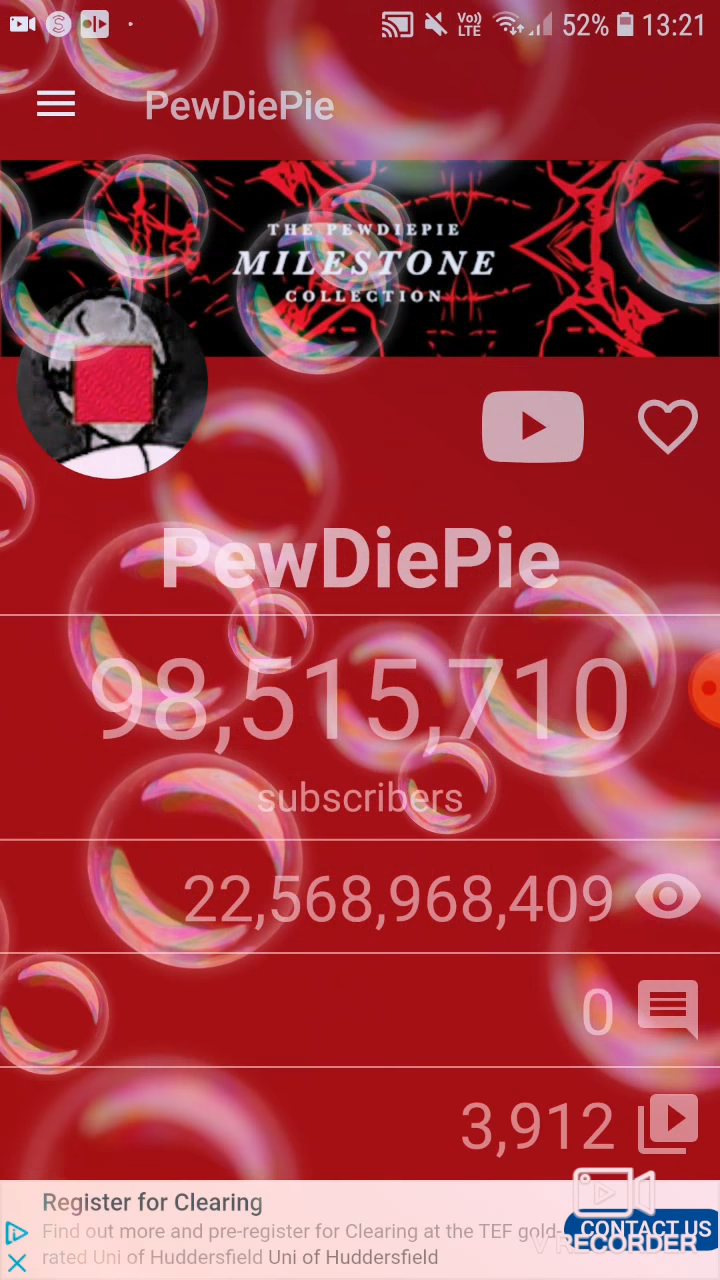 Vo))
LTE
52%
13:21
PewDiePie
THE PEWDIEPIE
MILESTONE
COLLECTION
PewDiePie
98,515,710
subscribers
22,568,968,409
0
3,912
Register for Clearing
Find out more and pre-register for Clearing at the TEF gold-
rated Uni of Huddersfield Uni of Huddersfield
CONTACT US
V RECORDER